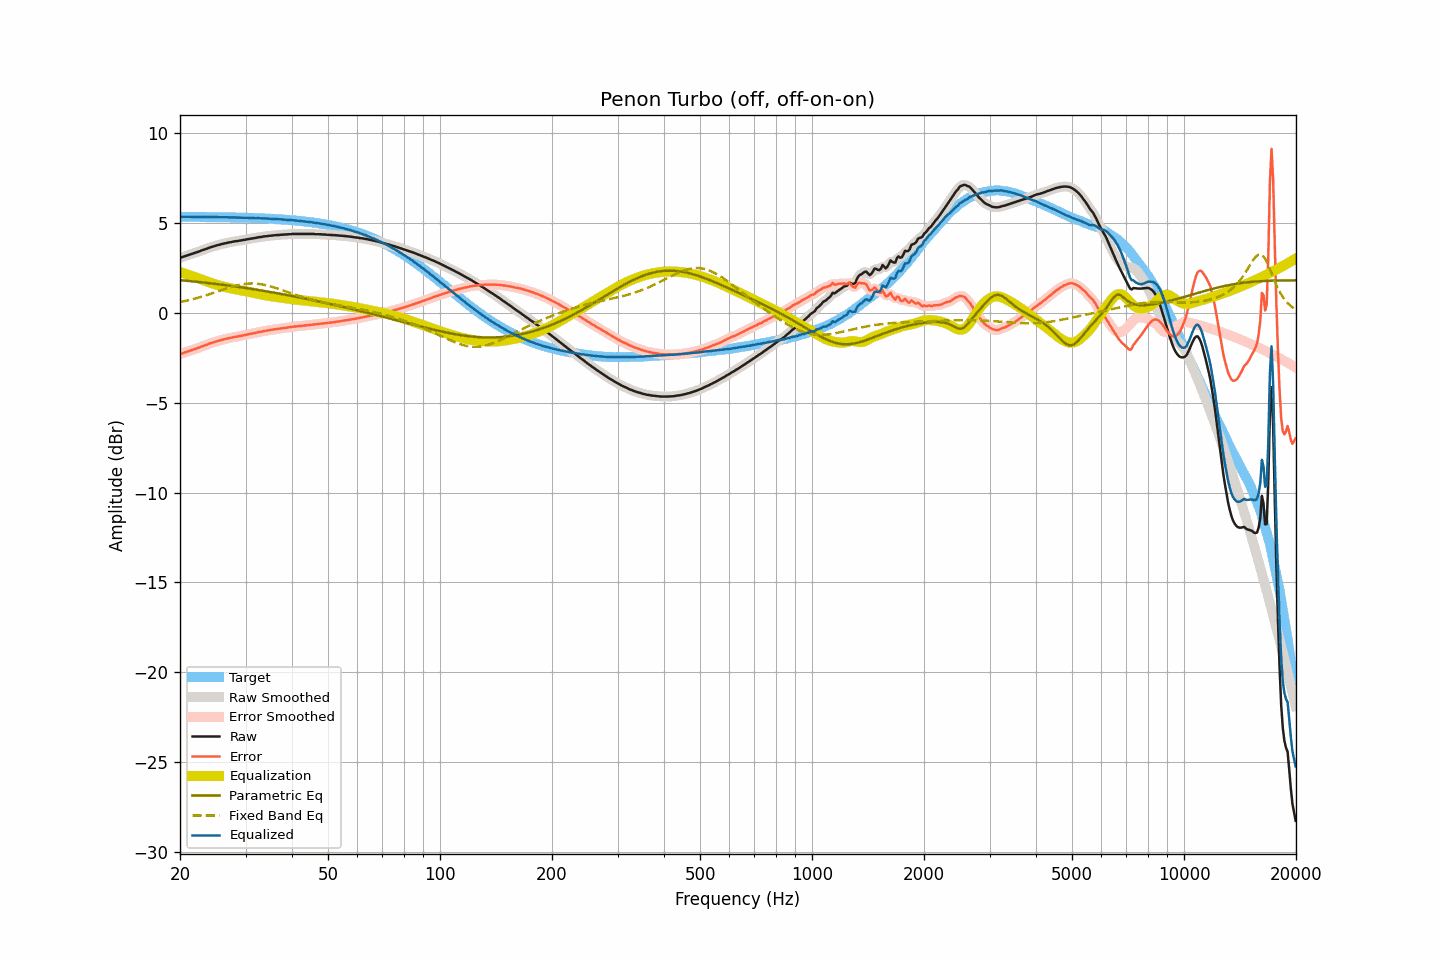 Penon Turbo (off, off-on-on)
10
5
0
−5
−10
−15
−20
−25
−30
Amplitude (dBr)
Target
Raw Smoothed
Error Smoothed
Raw
Error
Equalization
Parametric Eq
Fixed Band Eq
Equalized
20 50 100 200 500 1000 2000 5000 10000 20000
Frequency (Hz)